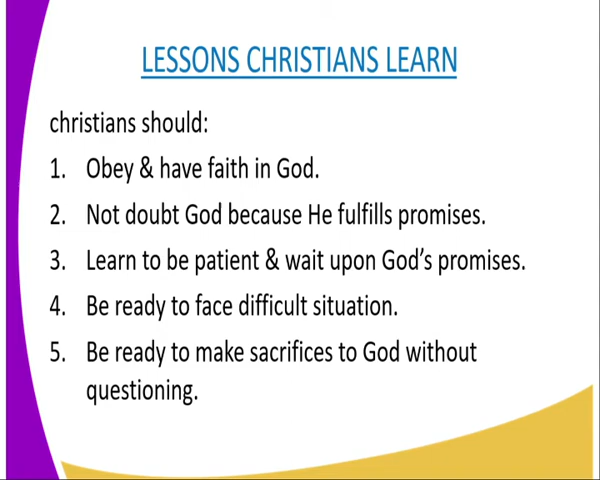 LESSONS CHRISTIANS LEARN
christians should:
1. Obey & have faith in God.
2. Not doubt God because He fulfills promises.
3. Learn to be patient & wait upon God’s promises.
4. Be ready to face difficult situation.
5. Be ready to make sacrifices to God without
questioning.